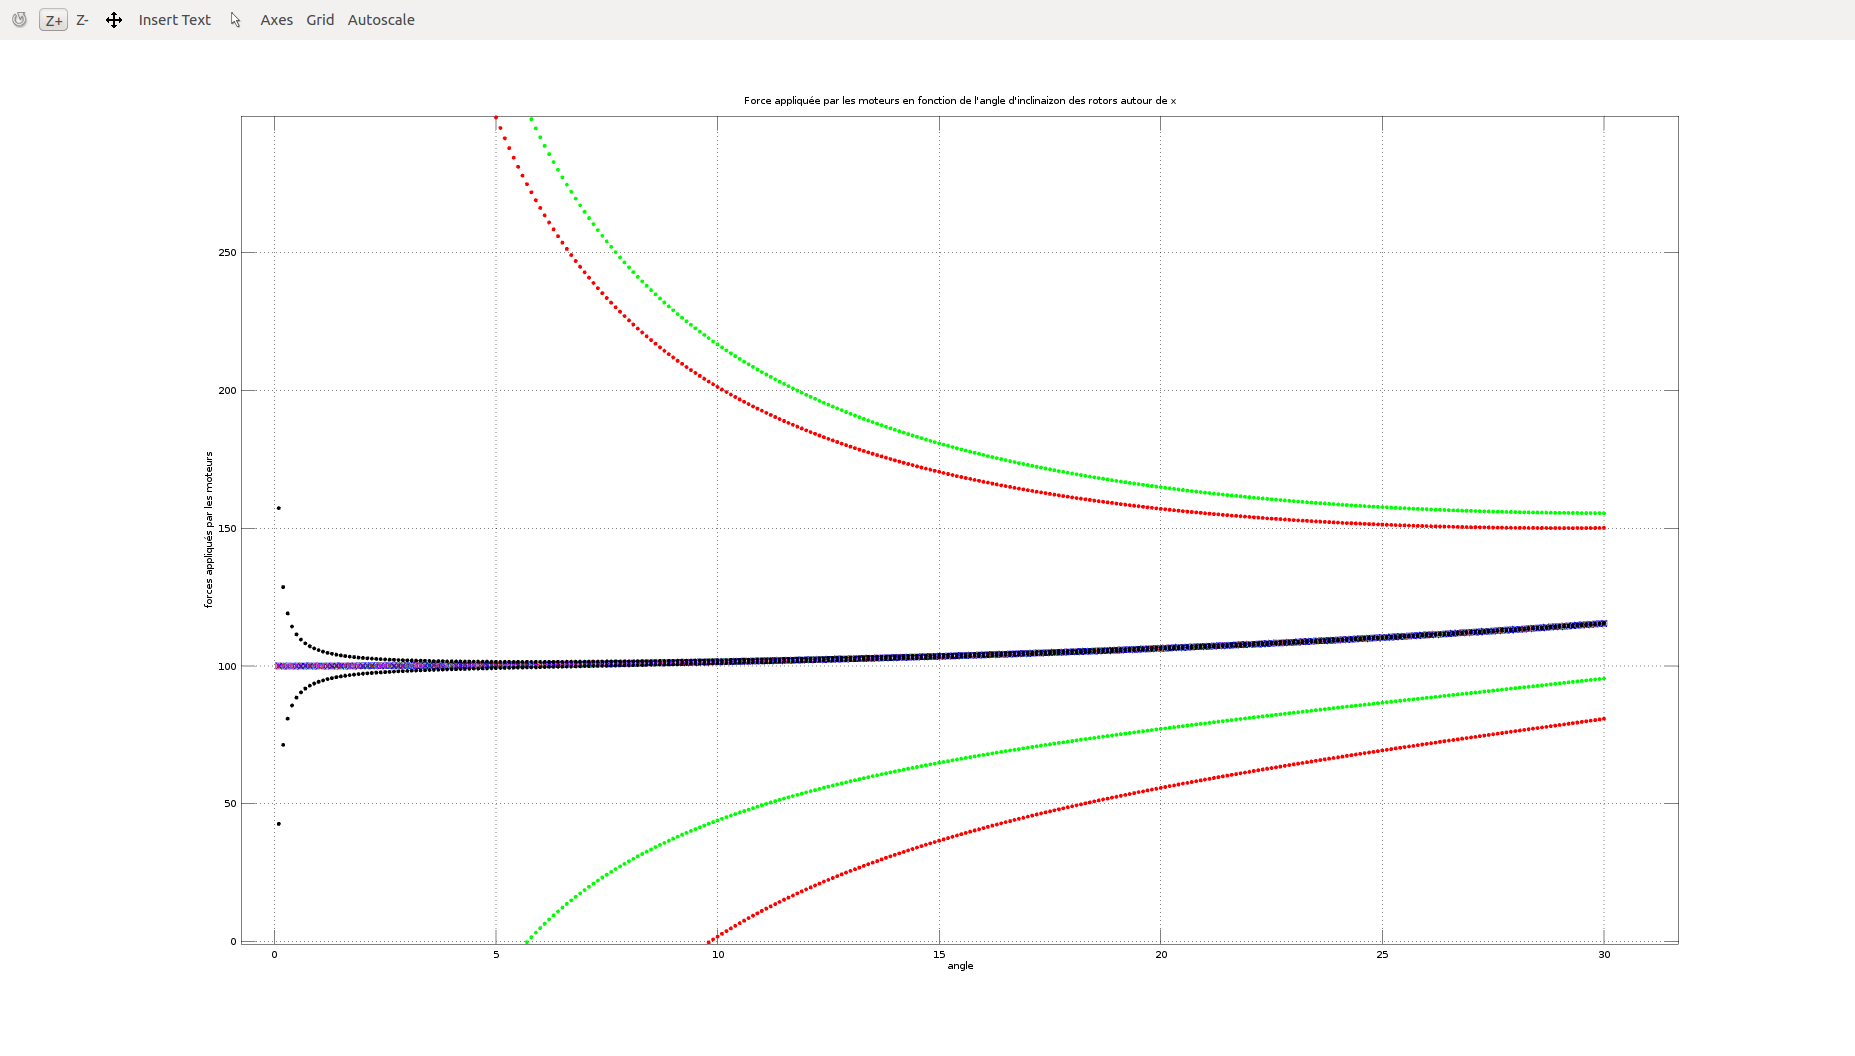 Z+ Z- Insert Text Axes Grid Autoscale
Force appliquée par les moteurs en fonction de l'angle d'inclinaizon des rotors autour de x
forces appliqués par les moteurs
250
200
150
100
50
0
0 5 10 15 20 25 30
angle